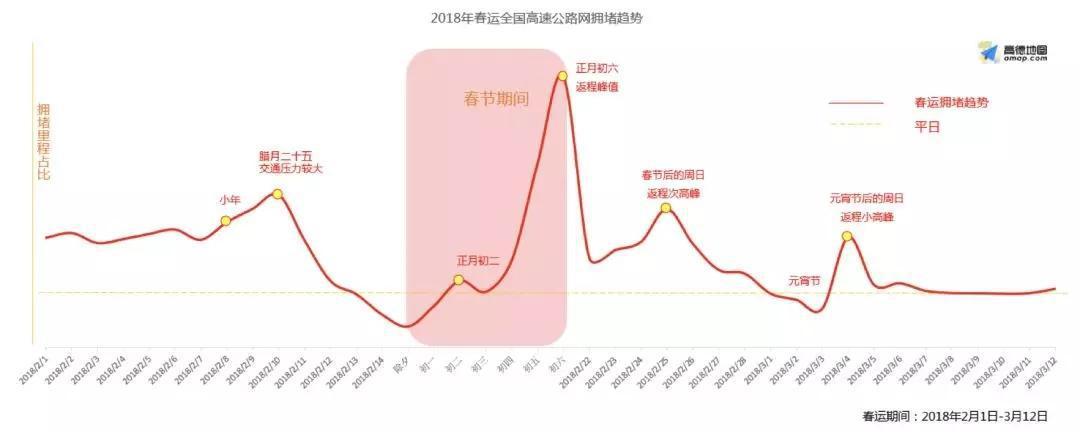 2018年春运全国高速公路网拥堵趋势
高德地图
amap.com
拥堵里程占比
春节期间
正月初六
返程峰值
春运拥堵趋势
平日
腊月二十五
交通压力较大
小年
正月初二
春节后的周日
返程次高峰
元宵节后的周日
返程小高峰
元宵节
2018/2/1
2018/2/2
2018/2/3
2018/2/4
2018/2/5
2018/2/6
2018/2/7
2018/2/8
2018/2/9
2018/2/10
2018/2/11
2018/2/12
2018/2/13
2018/2/14
除夕
初一
初二
初三
初四
初五
初六
2018/2/22
2018/2/23
2018/2/24
2018/2/25
2018/2/26
2018/2/27
2018/2/28
2018/3/1
2018/3/2
2018/3/3
2018/3/4
2018/3/5
2018/3/6
2018/3/7
2018/3/8
2018/3/9
2018/3/10
2018/3/11
2018/3/12
春运期间：2018年2月1日-3月12日